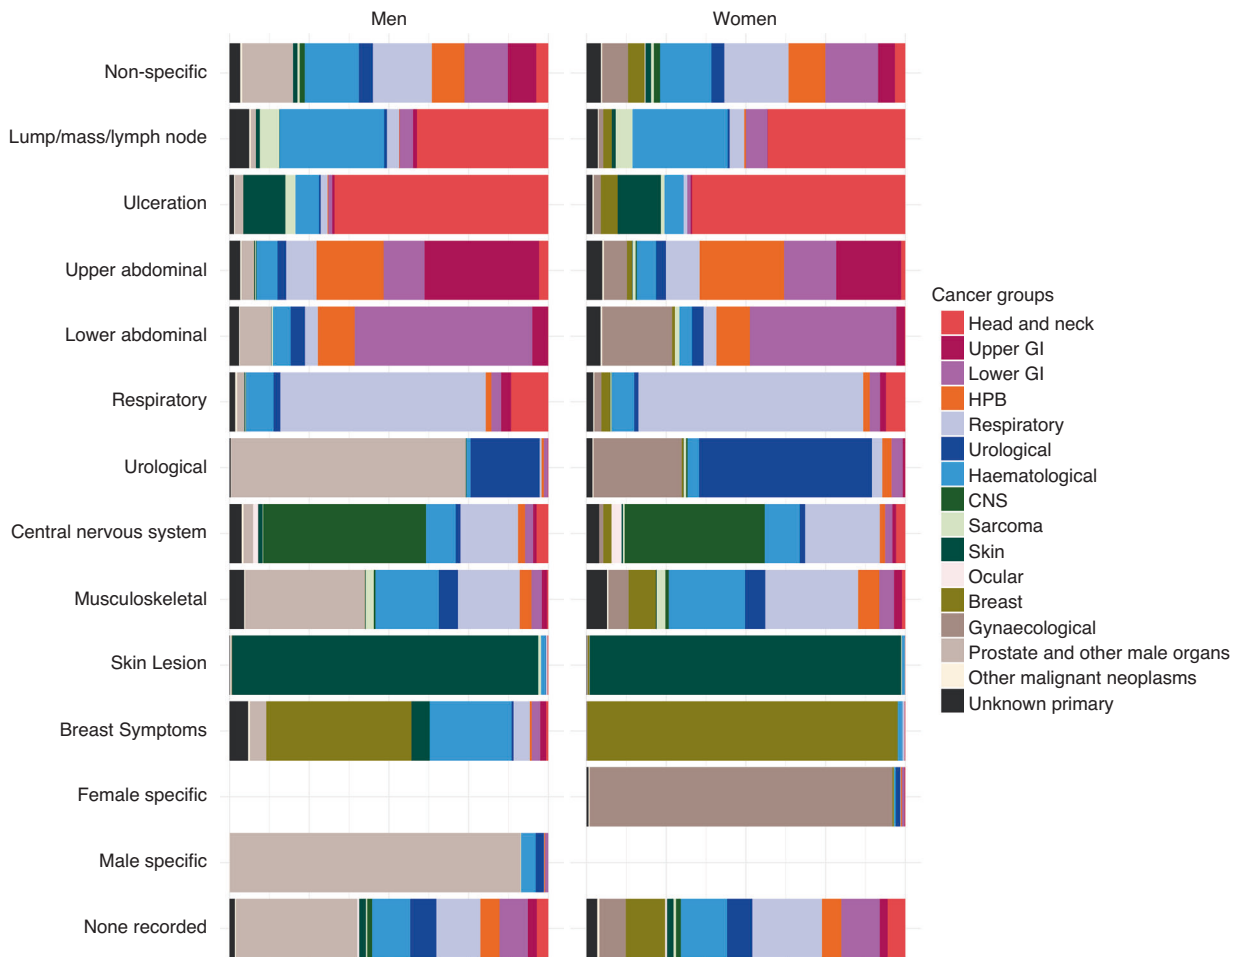 Men
Women
Non-specific
Lump/mass/lymph node
Ulceration
Upper abdominal
Lower abdominal
Respiratory
Urological
Central nervous system
Musculoskeletal
Skin Lesion
Breast Symptoms
Female specific
Male specific
None recorded
Cancer groups
Head and neck
Upper GI
Lower GI
HPB
Respiratory
Urological
Haematological
CNS
Sarcoma
Skin
Ocular
Breast
Gynaecological
Prostate and other male organs
Other malignant neoplasms
Unknown primary